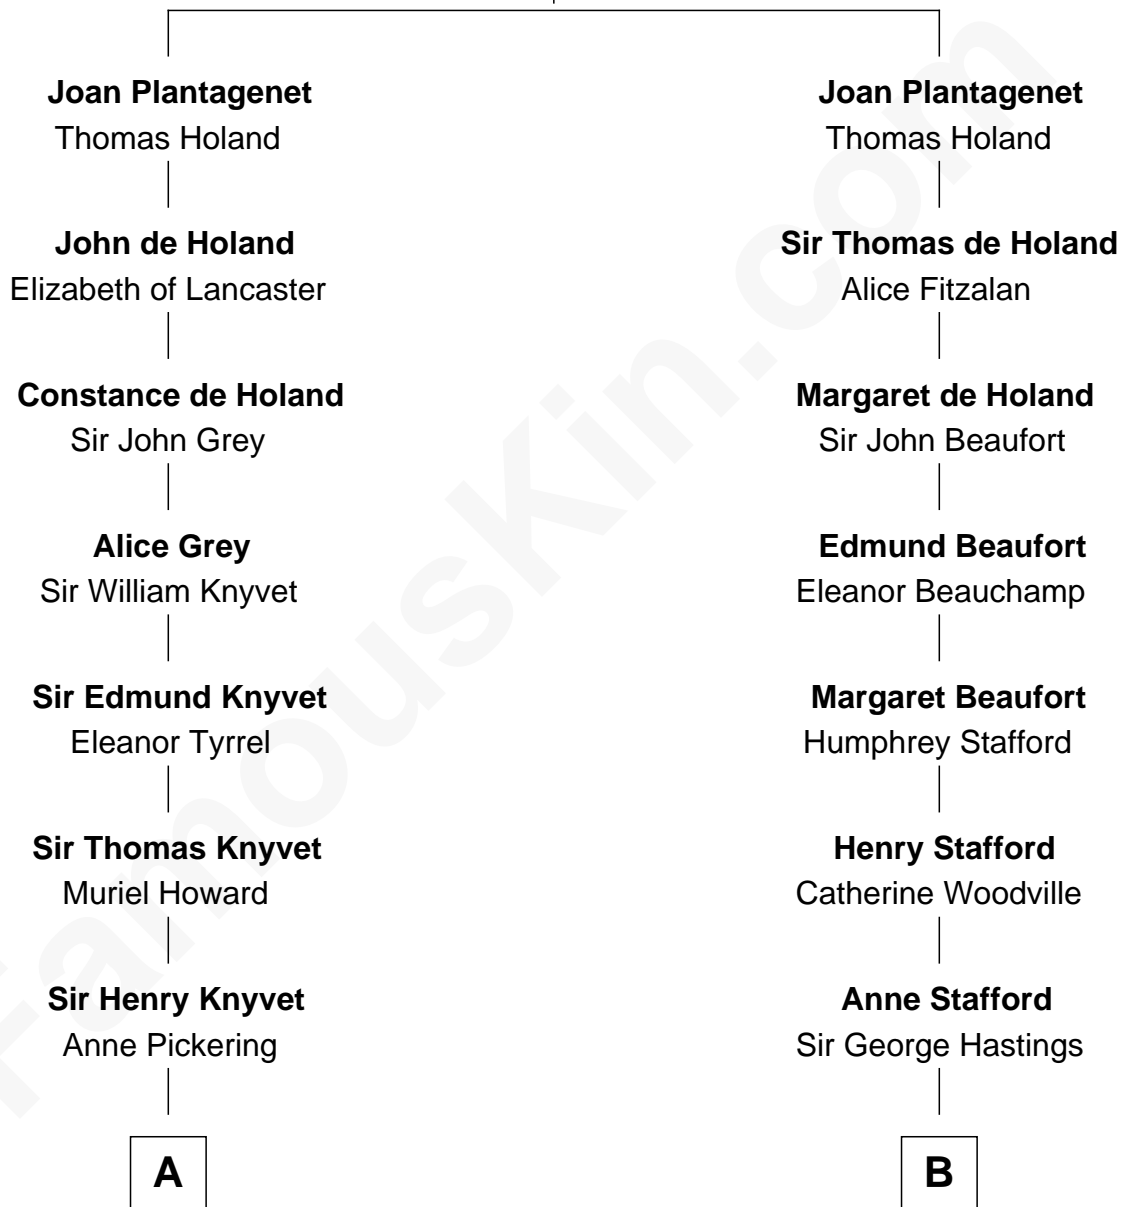 Joan Plantagenet
Thomas Holand
John de Holand
Elizabeth of Lancaster
Constance de Holand
Sir John Grey
Alice Grey
Sir William Knyvet
Sir Edmund Knyvet
Eleanor Tyrrel
Sir Thomas Knyvet
Muriel Howard
Sir Henry Knyvet
Anne Pickering
A
Joan Plantagenet
Thomas Holand
Sir Thomas de Holand
Alice Fitzalan
Margaret de Holand
Sir John Beaufort
Edmund Beaufort
Eleanor Beauchamp
Margaret Beaufort
Humphrey Stafford
Henry Stafford
Catherine Woodville
Anne Stafford
Sir George Hastings
B
FamousKin.com